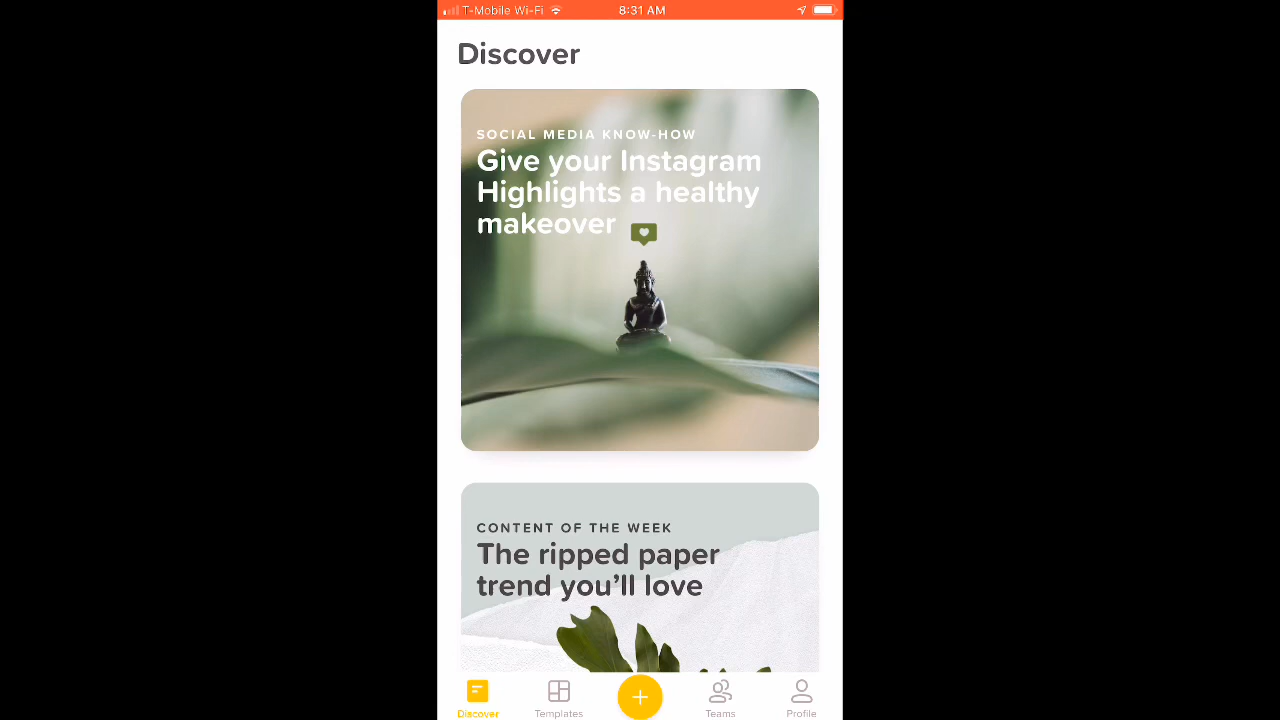 T-Mobile Wi-Fi 8:31 AM
Discover
SOCIAL MEDIA KNOW-HOW
Give your Instagram
Highlights a healthy
makeover
CONTENT OF THE WEEK
The ripped paper
trend you’ll love
Discover Templates Teams Profile